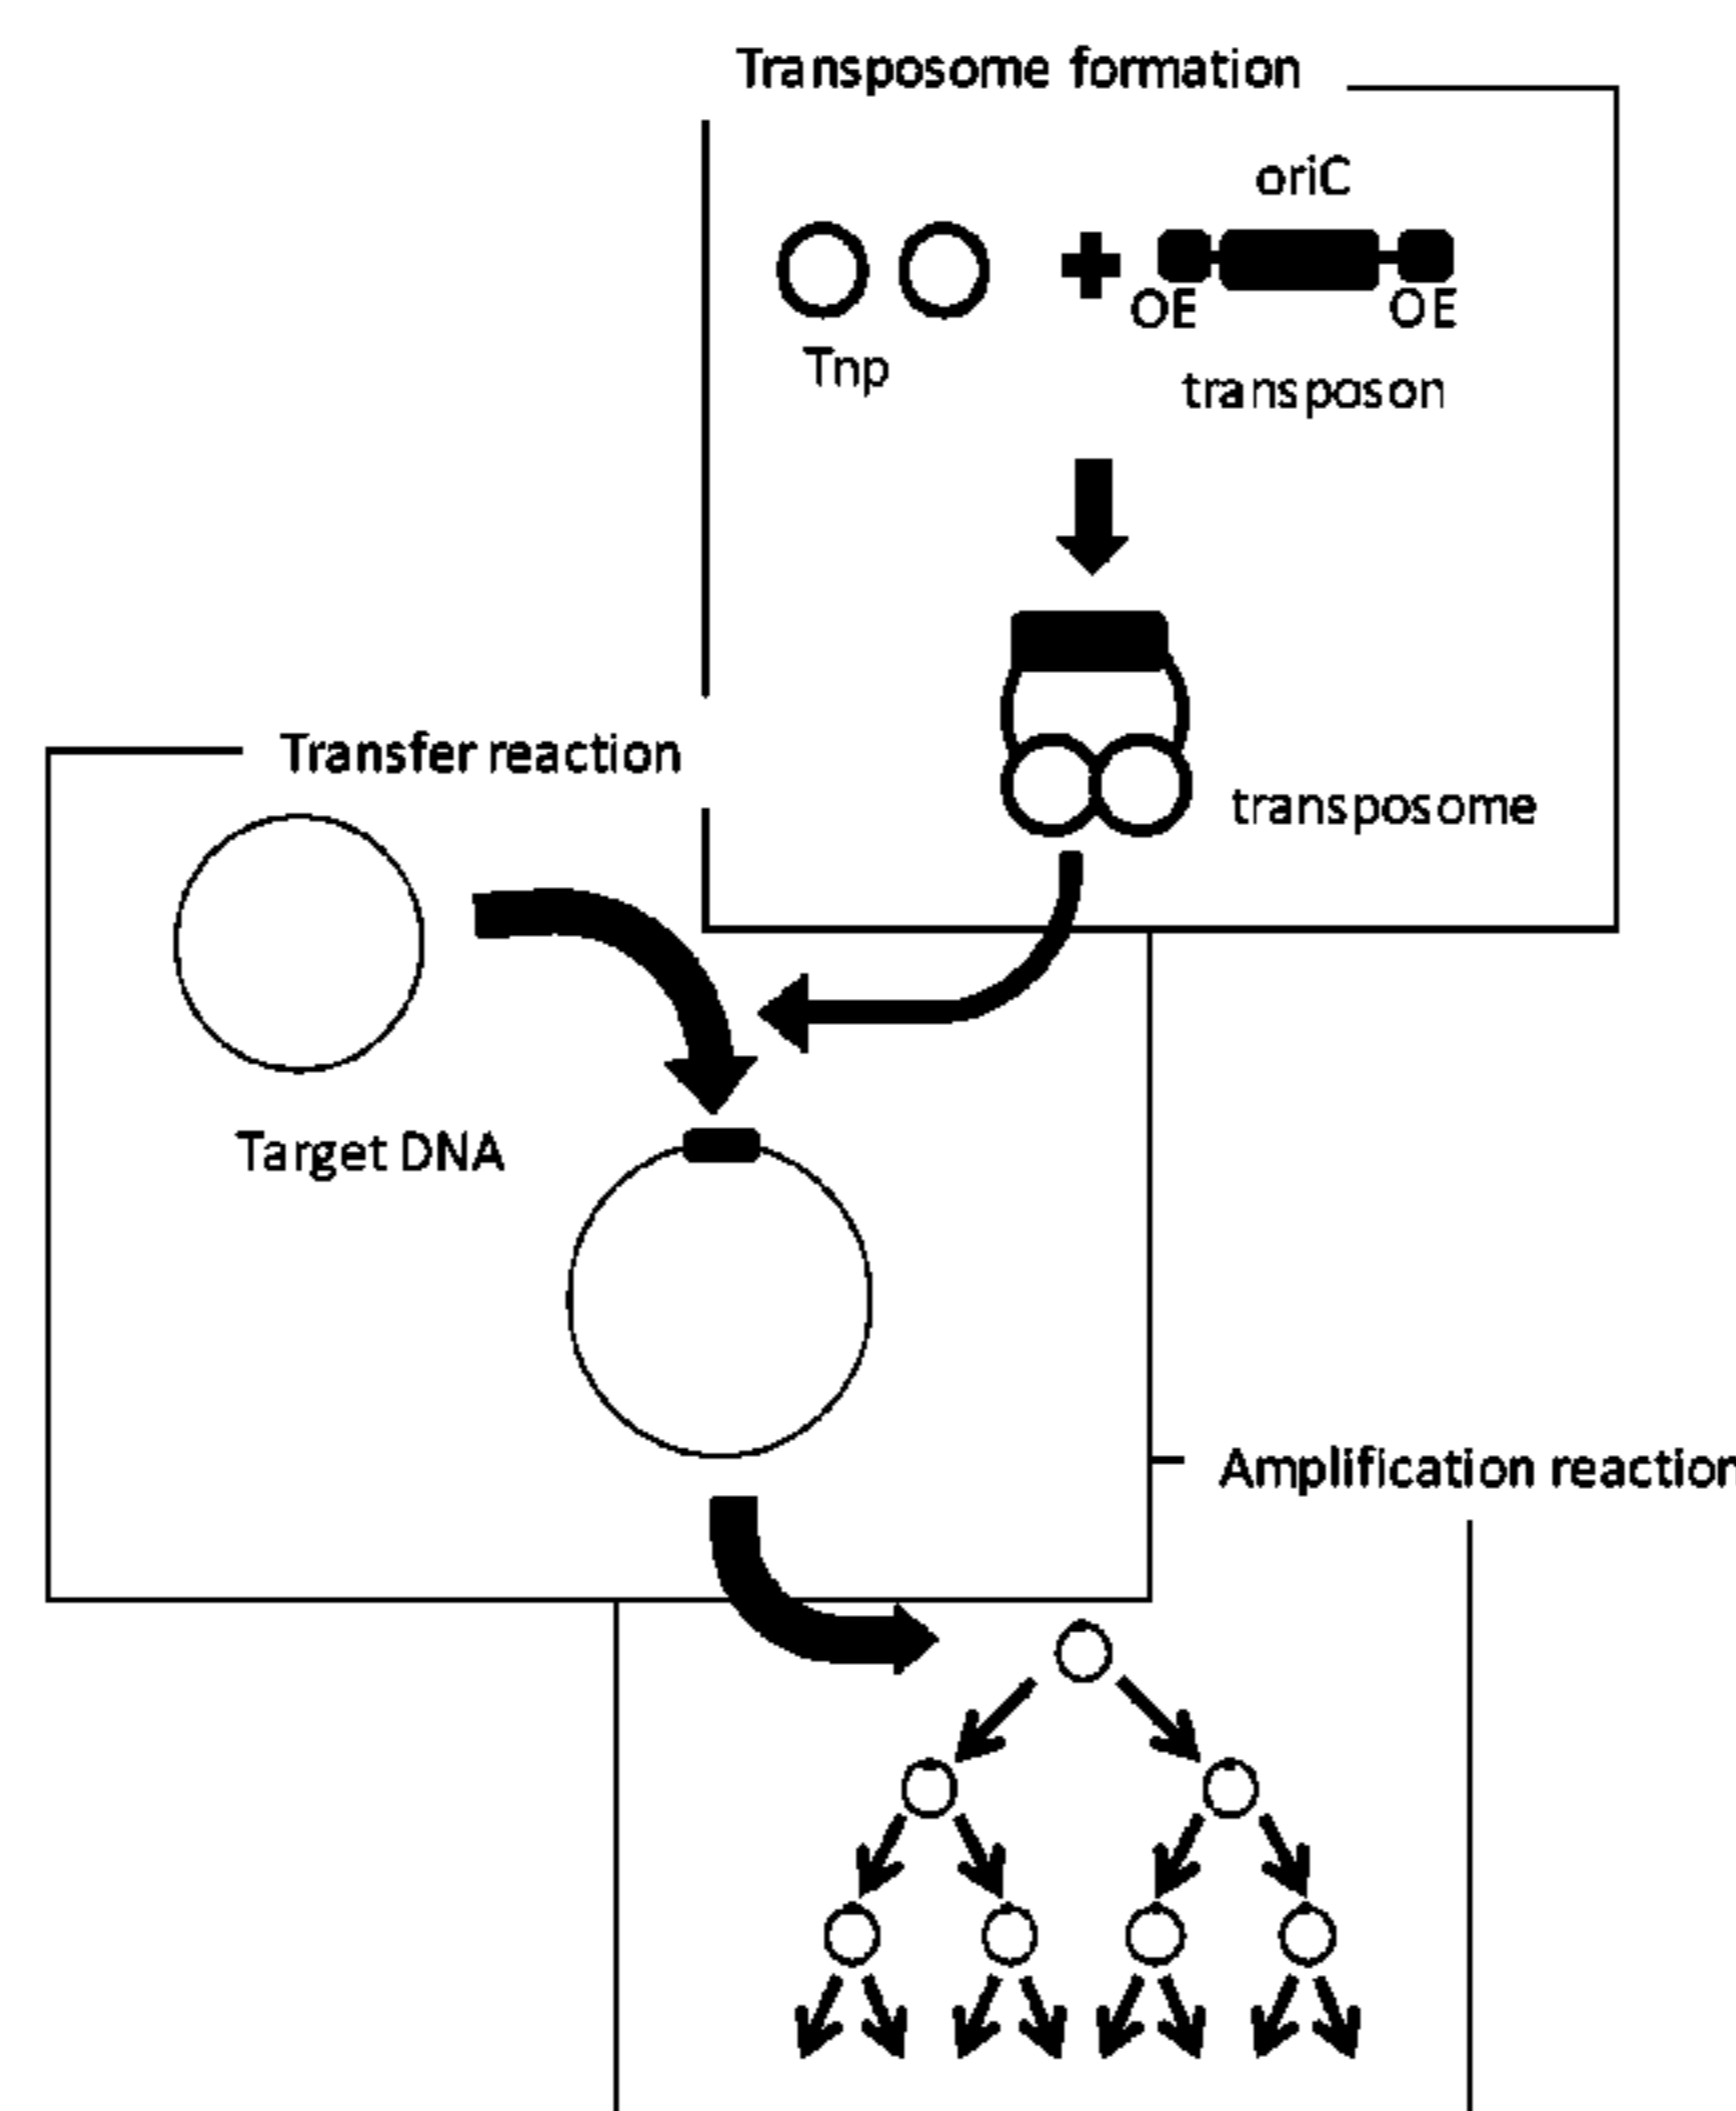 Transposome formation
oriC
OE
OE
Tnp
transposon
transposome
Transfer reaction
Target DNA
Amplification reaction